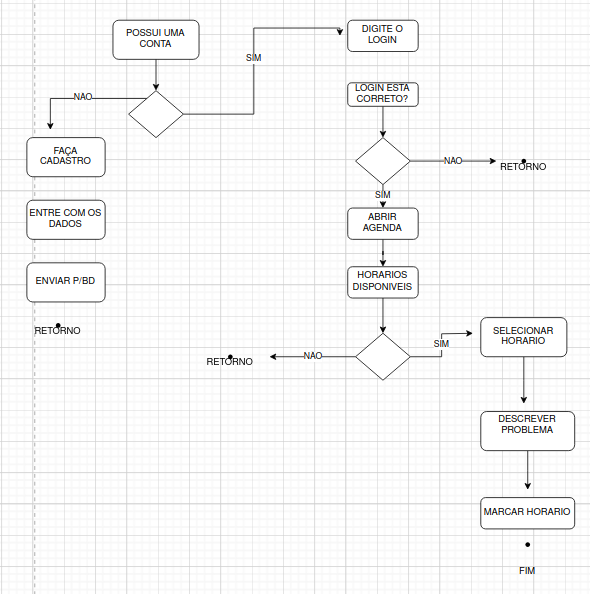 POSSUI UMA
CONTA
SIM
DIGITE O
LOGIN
NAO
LOGIN ESTA
CORRETO?
FAÇA
CADASTRO
NAO
RETORNO
SIM
ENTRE COM OS
DADOS
ABRIR
AGENDA
ENVIAR P/BD
HORARIOS
DISPONIVEIS
RETORNO
SIM
SELECIONAR
HORARIO
NAO
RETORNO
DESCREVER
PROBLEMA
MARCAR HORARIO
FIM